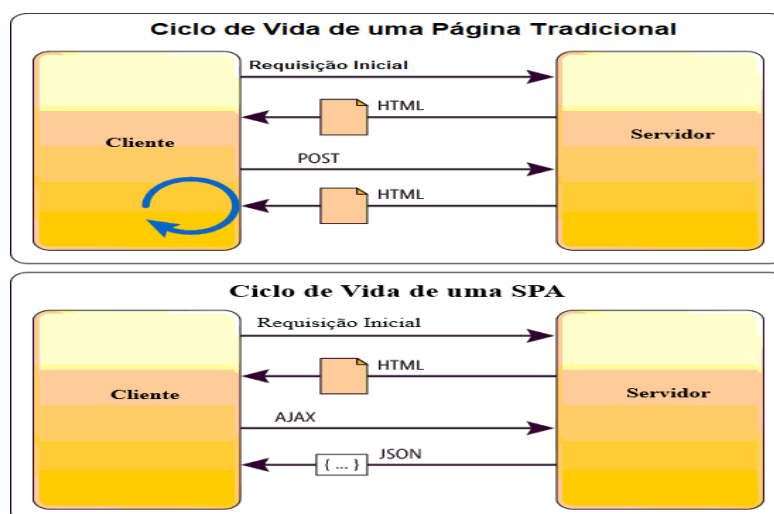 Ciclo de Vida de uma Página Tradicional
Requisição Inicial
HTML
Cliente
Servidor
POST
HTML
Ciclo de Vida de uma SPA
Requisição Inicial
HTML
Cliente
Servidor
AJAX
JSON
{ ... }